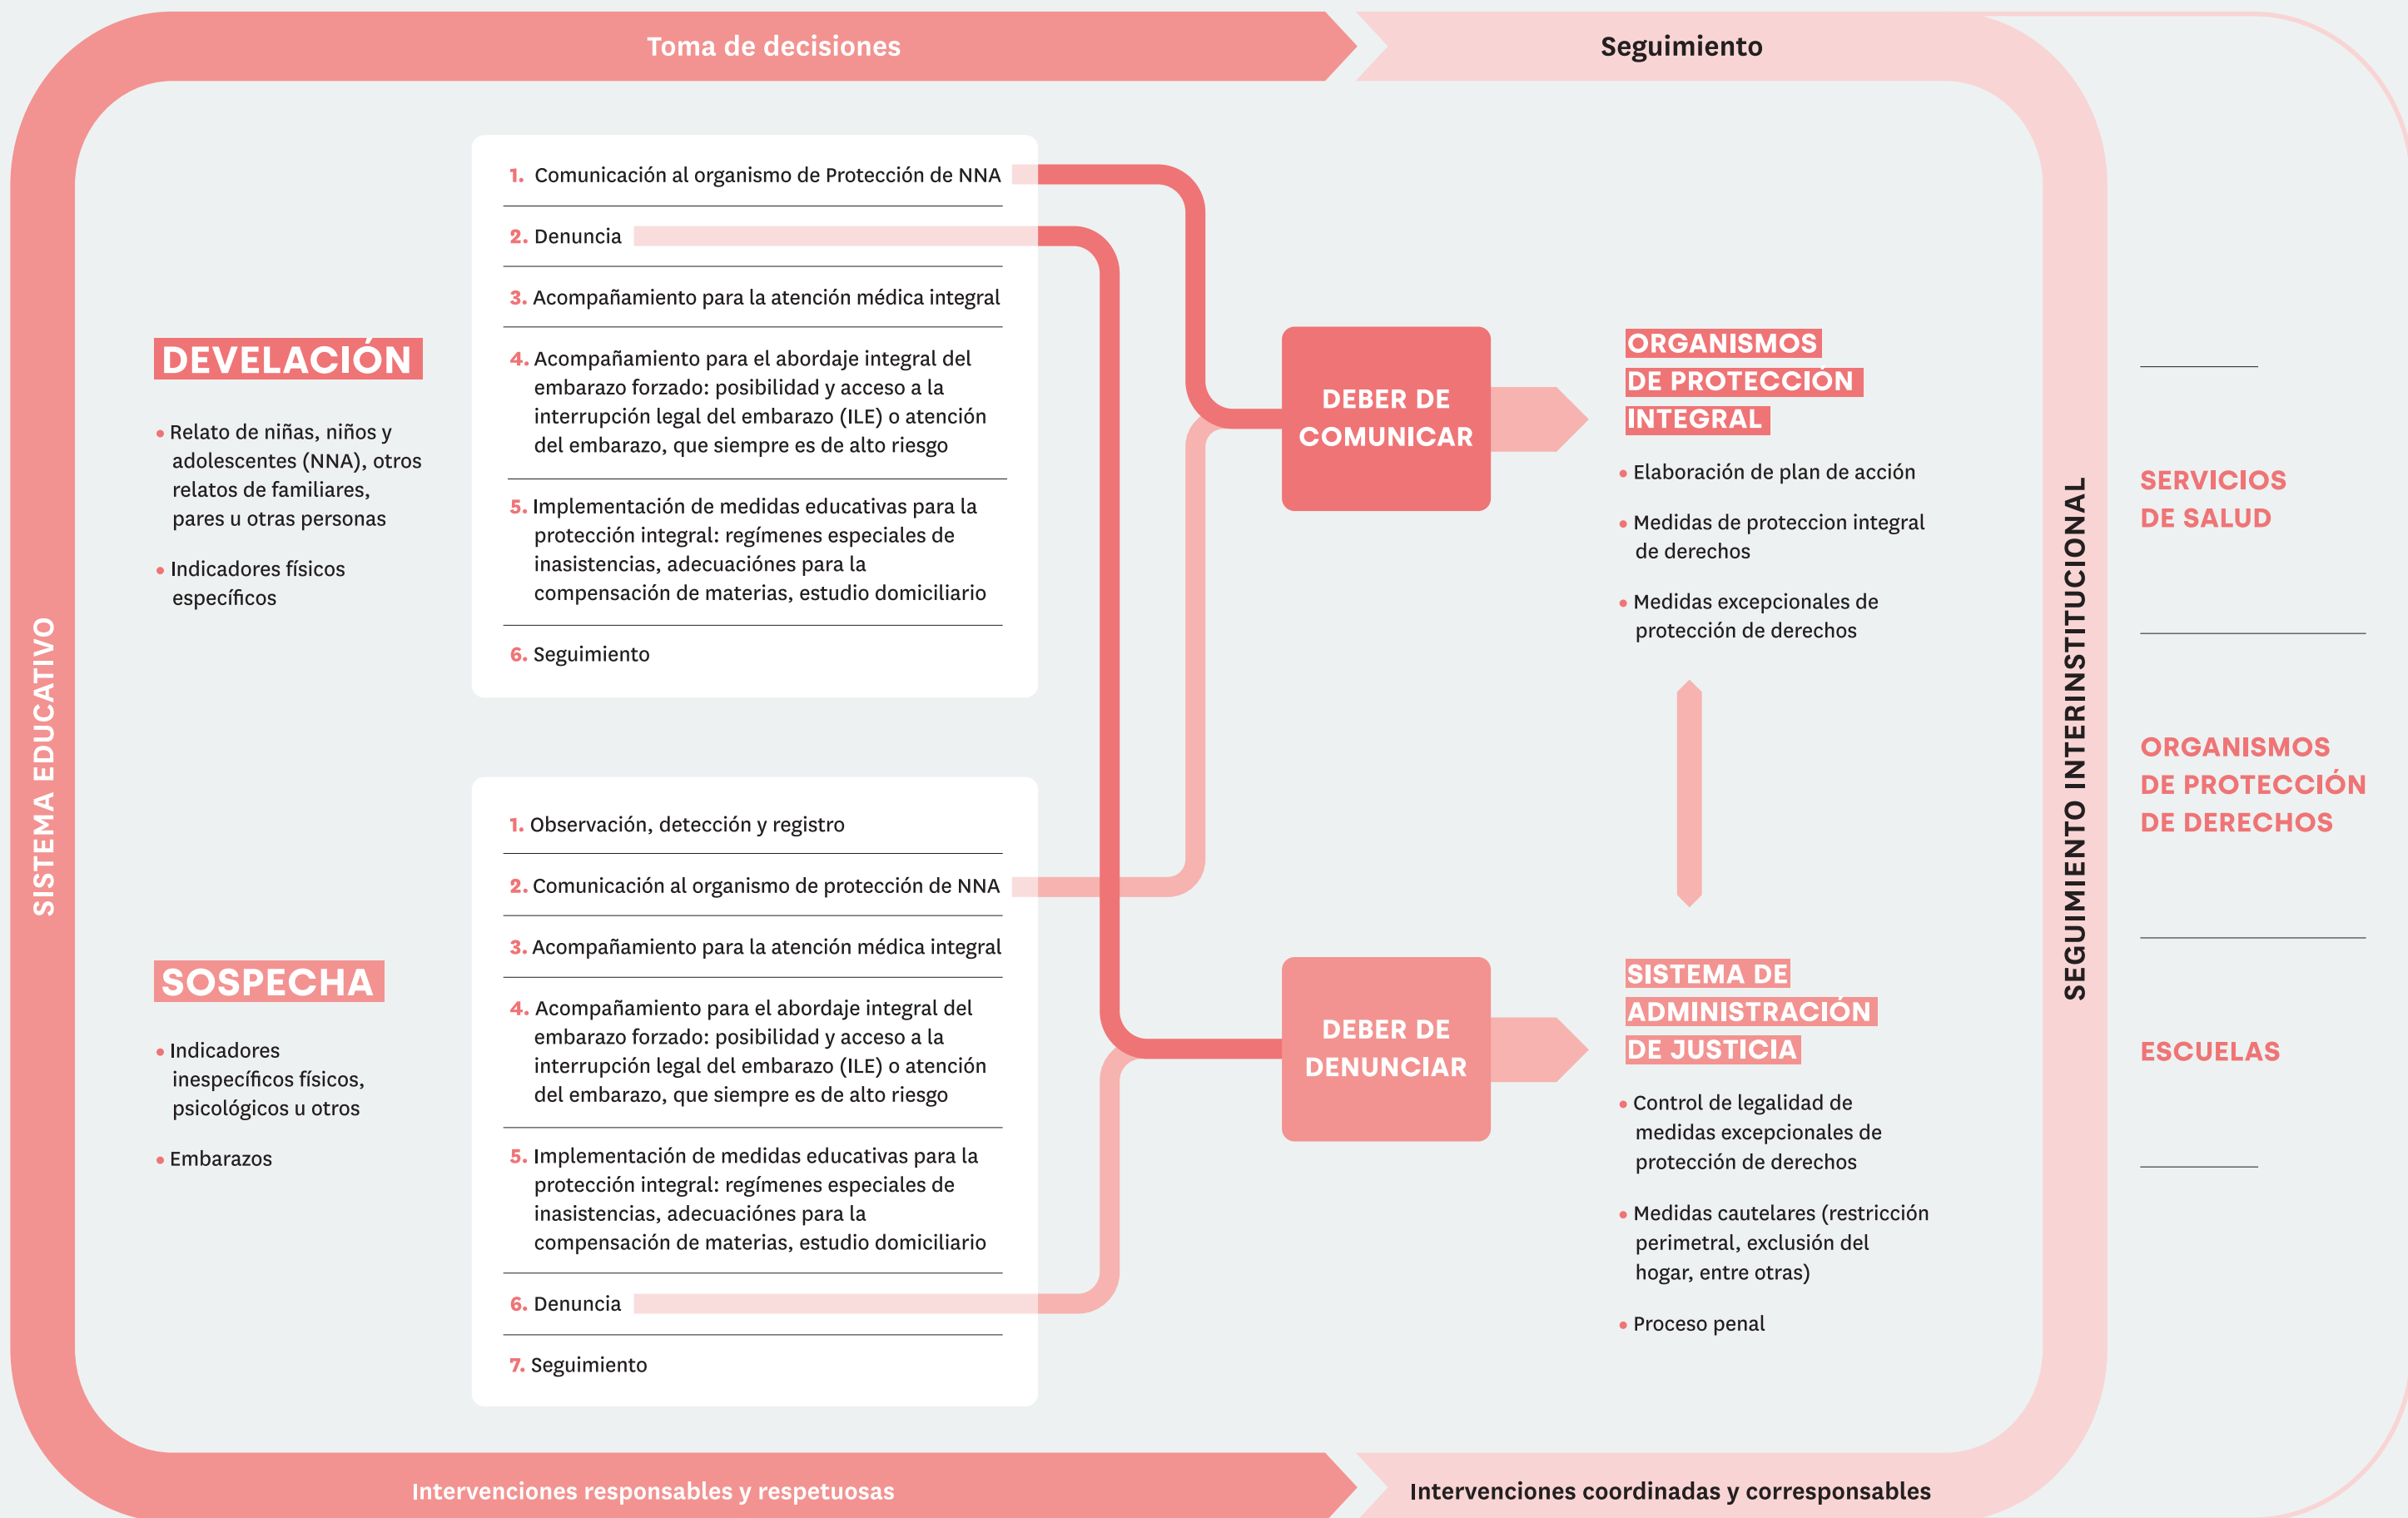 Toma de decisiones
Seguimiento
SISTEMA EDUCATIVO
DEVELACIÓN
• Relato de niñas, niños y
adolescentes (NNA), otros
relatos de familiares,
pares u otras personas
• Indicadores físicos
específicos
1. Comunicación al organismo de Protección de NNA
2. Denuncia
3. Acompañamiento para la atención médica integral
4. Acompañamiento para el abordaje integral del
embarazo forzado: posibilidad y acceso a la
interrupción legal del embarazo (ILE) o atención
del embarazo, que siempre es de alto riesgo
5. Implementación de medidas educativas para la
protección integral: regímenes especiales de
inasistencias, adecuaciónes para la
compensación de materias, estudio domiciliario
6. Seguimiento
SOSPECHA
• Indicadores
inespecíficos físicos,
psicológicos u otros
• Embarazos
1. Observación, detección y registro
2. Comunicación al organismo de protección de NNA
3. Acompañamiento para la atención médica integral
4. Acompañamiento para el abordaje integral del
embarazo forzado: posibilidad y acceso a la
interrupción legal del embarazo (ILE) o atención
del embarazo, que siempre es de alto riesgo
5. Implementación de medidas educativas para la
protección integral: regímenes especiales de
inasistencias, adecuaciónes para la
compensación de materias, estudio domiciliario
6. Denuncia
7. Seguimiento
DEBER DE
COMUNICAR
ORGANISMOS
DE PROTECCIÓN
INTEGRAL
• Elaboración de plan de acción
• Medidas de proteccion integral
de derechos
• Medidas excepcionales de
protección de derechos
DEBER DE
DENUNCIAR
SISTEMA DE
ADMINISTRACIÓN
DE JUSTICIA
• Control de legalidad de
medidas excepcionales de
protección de derechos
• Medidas cautelares (restricción
perimetral, exclusión del
hogar, entre otras)
• Proceso penal
SEGUIMIENTO INTERINSTITUCIONAL
SERVICIOS
DE SALUD
ORGANISMOS
DE PROTECCIÓN
DE DERECHOS
ESCUELAS
Intervenciones responsables y respetuosas
Intervenciones coordinadas y corresponsables